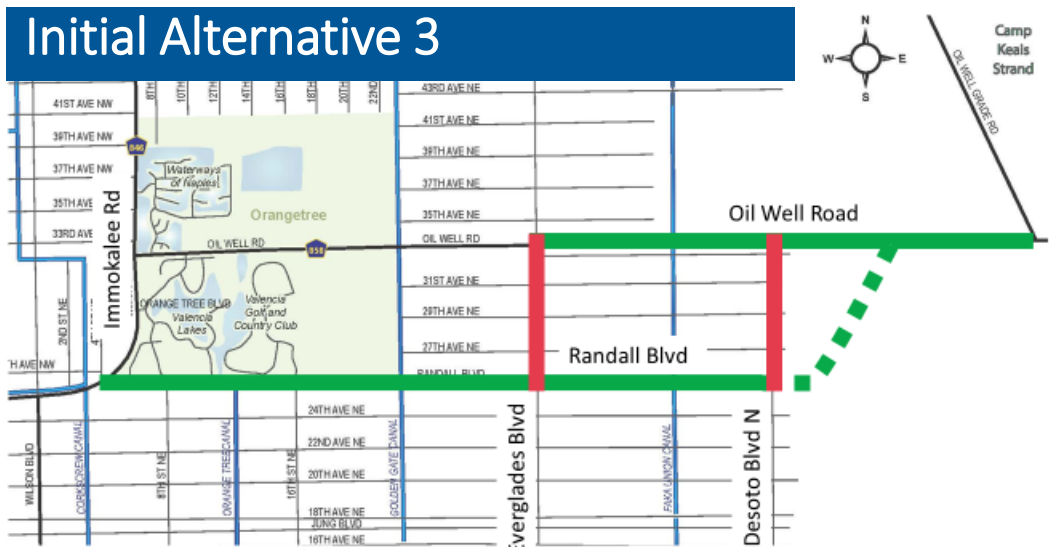 Initial Alternative 3
N
W
E
S
Camp
Keals
Strand
OIL WELL GRADE RD
8TH
10TH
12TH
14TH
16TH
18TH
20TH
22ND
43RD AVE NE
41ST AVE NW
41ST AVE NE
39TH AVE NW
846
39TH AVE NE
37TH AVE NW
Waterways
of Naples
37TH AVE NE
35TH AVE
Orangetree
35TH AVE NE
Oil Well Road
33RD AVE
OIL WELL RD
858
OIL WELL RD
Immokalee Rd
31ST AVE NE
2ND ST NE
ORANGE TREE BLVD
Valencia
Lakes
Valencia
Golf and
Country Club
29TH AVE NE
27TH AVE NE
Randall Blvd
TH AVE NW
RANDALL BLVD
24TH AVE NE
22ND AVE NE
20TH AVE NE
18TH AVE NE
JUNG BLVD
16TH AVE NE
WILSON BLVD
CORKSCREW CANAL
8TH ST NE
ORANGE TREE CANAL
16TH ST NE
GOLDEN GATE CANAL
Everglades Blvd
FAKA UNION CANAL
Desoto Blvd N